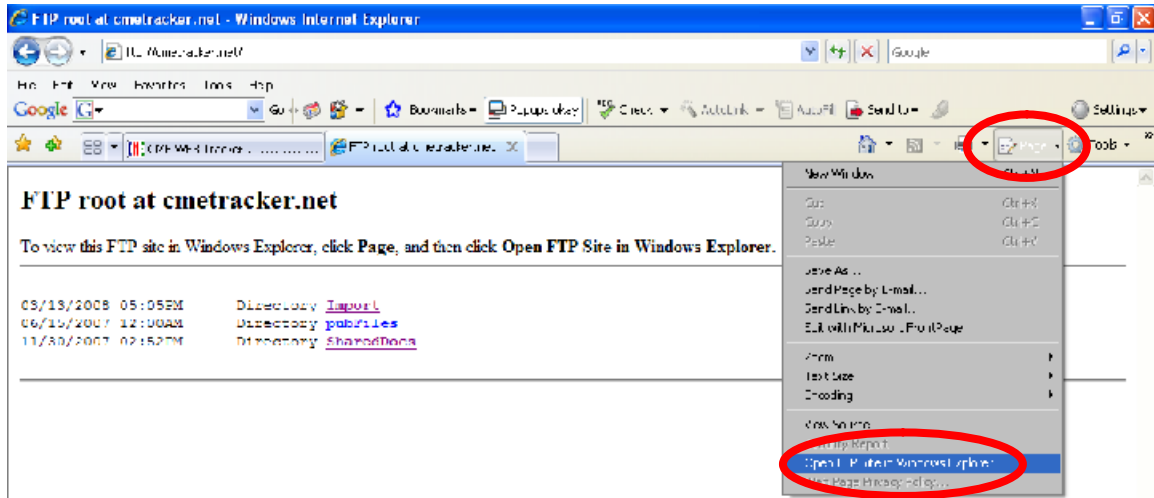 FTP root at cmetracker.net - Windows Internet Explorer
Google
File Edit View Favorites Tools Help
Google G Go Bookmarks Popups okay Check AutoLink AutoFill Send to Settings
FTP root at cmetracker.net Page Tools
FTP root at cmetracker.net
To view this FTP site in Windows Explorer, click Page, and then click Open FTP Site in Windows Explorer.
03/13/2008 05:05PM Directory Import
06/15/2007 12:00AM Directory pubFiles
11/30/2007 02:52PM Directory SharedDocs
New Window
Cut Ctrl+X
Copy Ctrl+C
Paste Ctrl+V
Save As...
Send Page by E-mail...
Send Link by E-mail...
Edit with Microsoft FrontPage
Zoom
Text Size
Encoding
View Source
Open FTP Site in Windows Explorer
Web Page Privacy Policy...